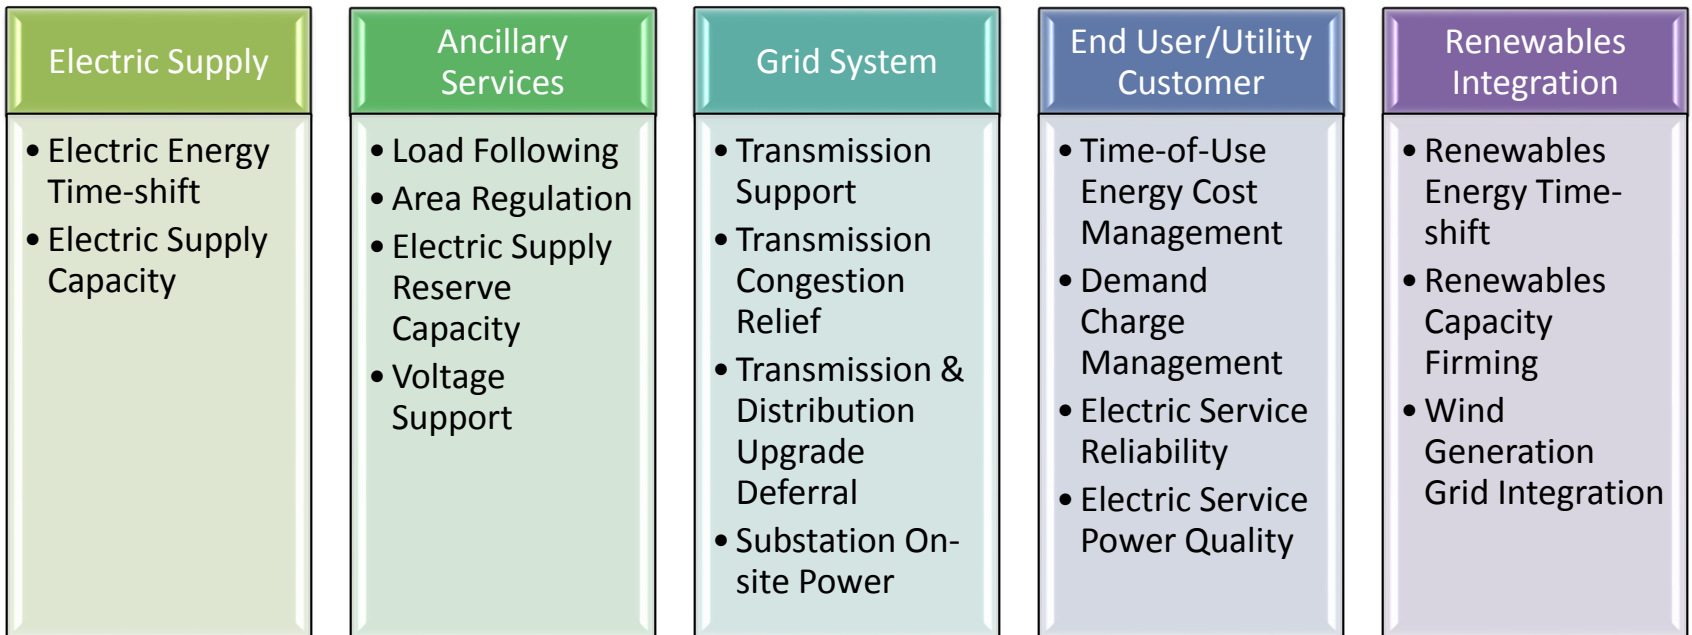 Electric Supply
• Electric Energy
Time-shift
• Electric Supply
Capacity
Ancillary
Services
• Load Following
• Area Regulation
• Electric Supply
Reserve
Capacity
• Voltage
Support
Grid System
• Transmission
Support
• Transmission
Congestion
Relief
• Transmission &
Distribution
Upgrade
Deferral
• Substation On-
site Power
End User/Utility
Customer
• Time-of-Use
Energy Cost
Management
• Demand
Charge
Management
• Electric Service
Reliability
• Electric Service
Power Quality
Renewables
Integration
• Renewables
Energy Time-
shift
• Renewables
Capacity
Firming
• Wind
Generation
Grid Integration